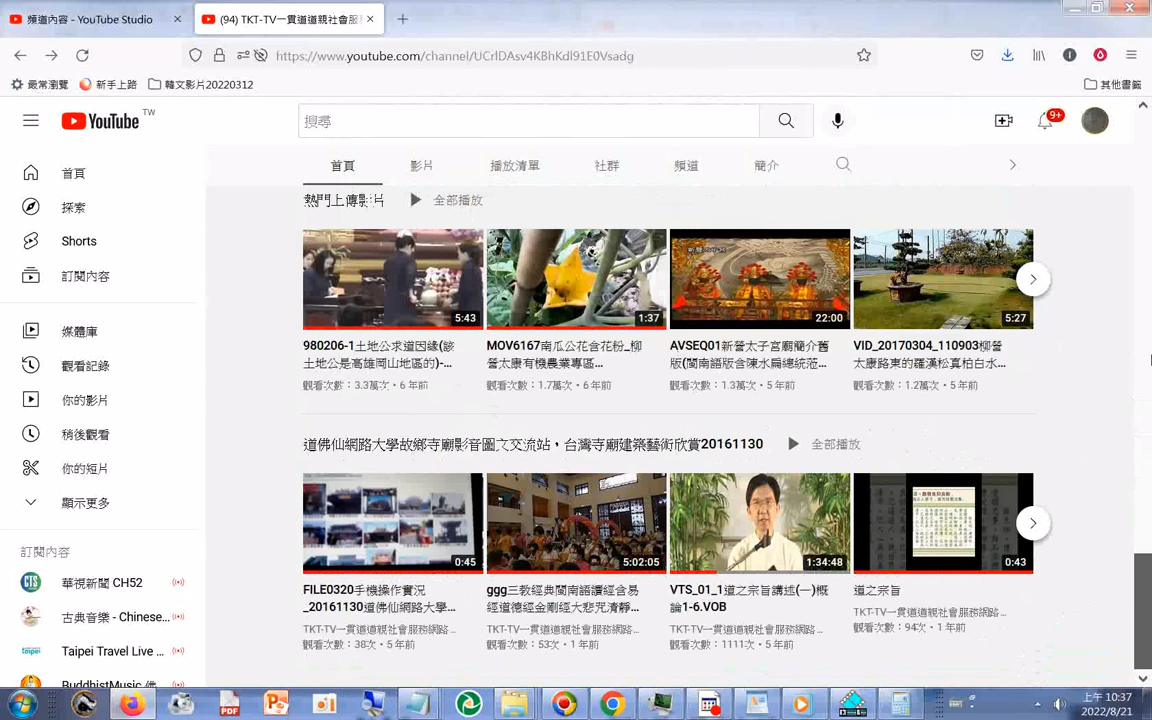 頻道內容 - YouTube Studio
(94) TKT-TV一貫道道親社會服
https://www.youtube.com/channel/UCrlDAsv4KBhKdl91E0Vsadg
最常瀏覽
新手上路
韓文影片20220312
其他書籤
YouTube
TW
搜尋
9+
首頁
影片
播放清單
社群
頻道
簡介
首頁
探索
Shorts
訂閱內容
媒體庫
觀看記錄
你的影片
稍後觀看
你的短片
顯示更多
訂閱內容
CTS
華視新聞 CH52
古典音樂 - Chinese...
taipei
Taipei Travel Live ...
BuddhistMusic 佛
熱門上傳影片
全部播放
5:43
980206-1土地公求道因緣(該
土地公是高雄岡山地區的)-...
觀看次數：3.3萬次・6 年前
1:37
MOV6167南瓜公花含花粉_柳
營太康有機農業專區...
觀看次數：1.7萬次・6 年前
22:00
AVSEQ01新營太子宮廟簡介舊
版(閩南語版含陳水扁總統蒞...
觀看次數：1.3萬次・5 年前
5:27
VID_20170304_110903柳營
太康路東的羅漢松真柏白水...
觀看次數：1.2萬次・5 年前
道佛仙網路大學故鄉寺廟影音圖文交流站，台灣寺廟建築藝術欣賞20161130
全部播放
0:45
FILE0320手機操作實況
_20161130道佛仙網路大學...
TKT-TV一貫道道親社會服務網路...
觀看次數：38次・5 年前
5:02:05
ggg三教經典閩南語讀經含易
經道德經金剛經大悲咒清靜...
TKT-TV一貫道道親社會服務網路...
觀看次數：53次・1 年前
1:34:48
VTS_01_1道之宗旨講述(一)概
論1-6.VOB
TKT-TV一貫道道親社會服務網路...
觀看次數：1111次・5 年前
0:43
道之宗旨
TKT-TV一貫道道親社會服務網路...
觀看次數：94次・1 年前
上午 10:37
2022/8/21